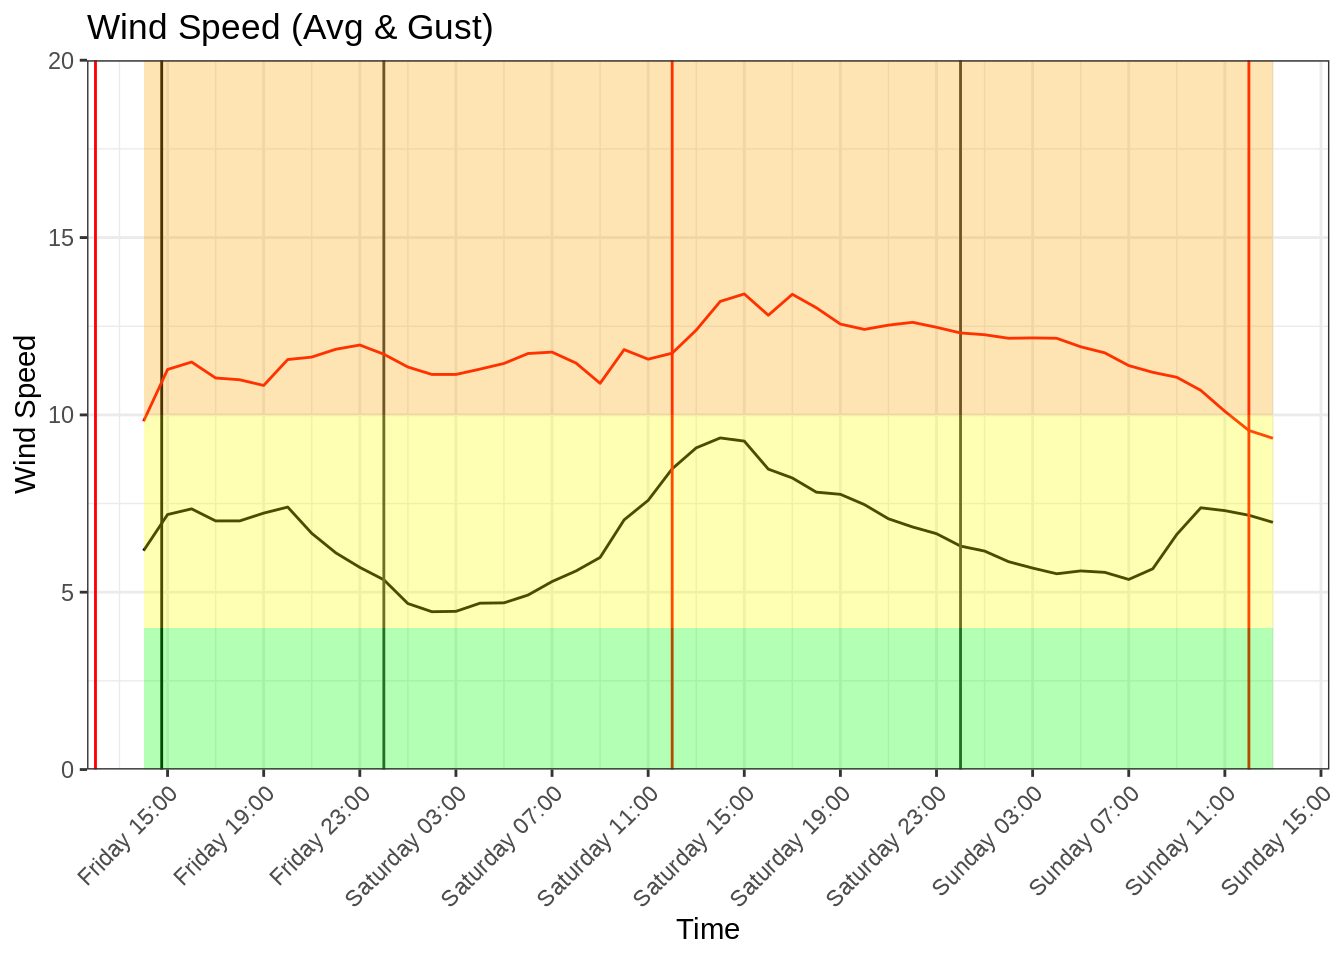 Wind Speed (Avg & Gust)
20
15
10
5
0
Wind Speed
Friday 15:00
Friday 19:00
Friday 23:00
Saturday 03:00
Saturday 07:00
Saturday 11:00
Saturday 15:00
Saturday 19:00
Saturday 23:00
Sunday 03:00
Sunday 07:00
Sunday 11:00
Sunday 15:00
Time